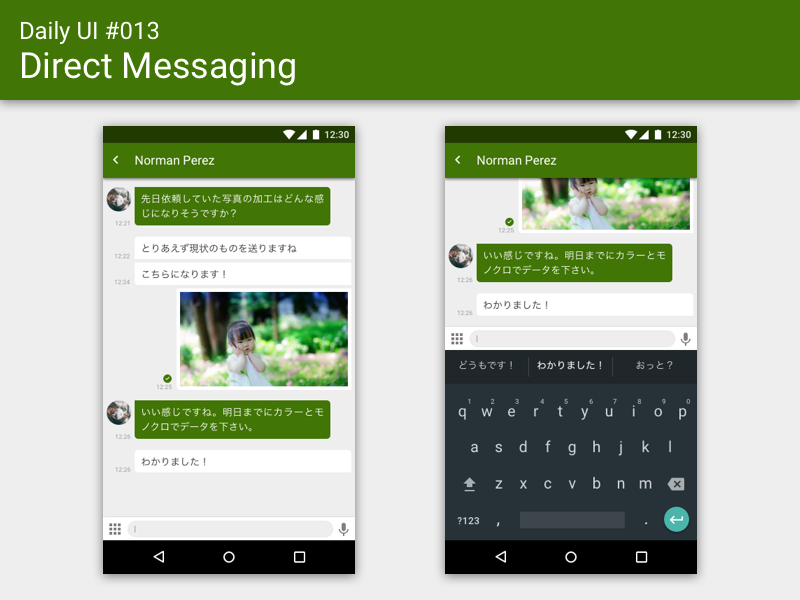 Daily UI #013
Direct Messaging
12:30
Norman Perez
先日依頼していた写真の加工はどんな感
じになりそうですか？
12:21
とりあえず現状のものを送りますね
12:22
こちらになります！
12:24
12:25
いい感じですね。明日までにカラーとモ
ノクロでデータを下さい。
12:26
わかりました！
12:26
12:30
Norman Perez
12:25
いい感じですね。明日までにカラーとモ
ノクロでデータを下さい。
12:26
わかりました！
12:26
どうもです！ わかりました！ おっと？
1 2 3 4 5 6 7 8 9 0
q w e r t y u i o p
a s d f g h j k l
z x c v b n m
?123 , .